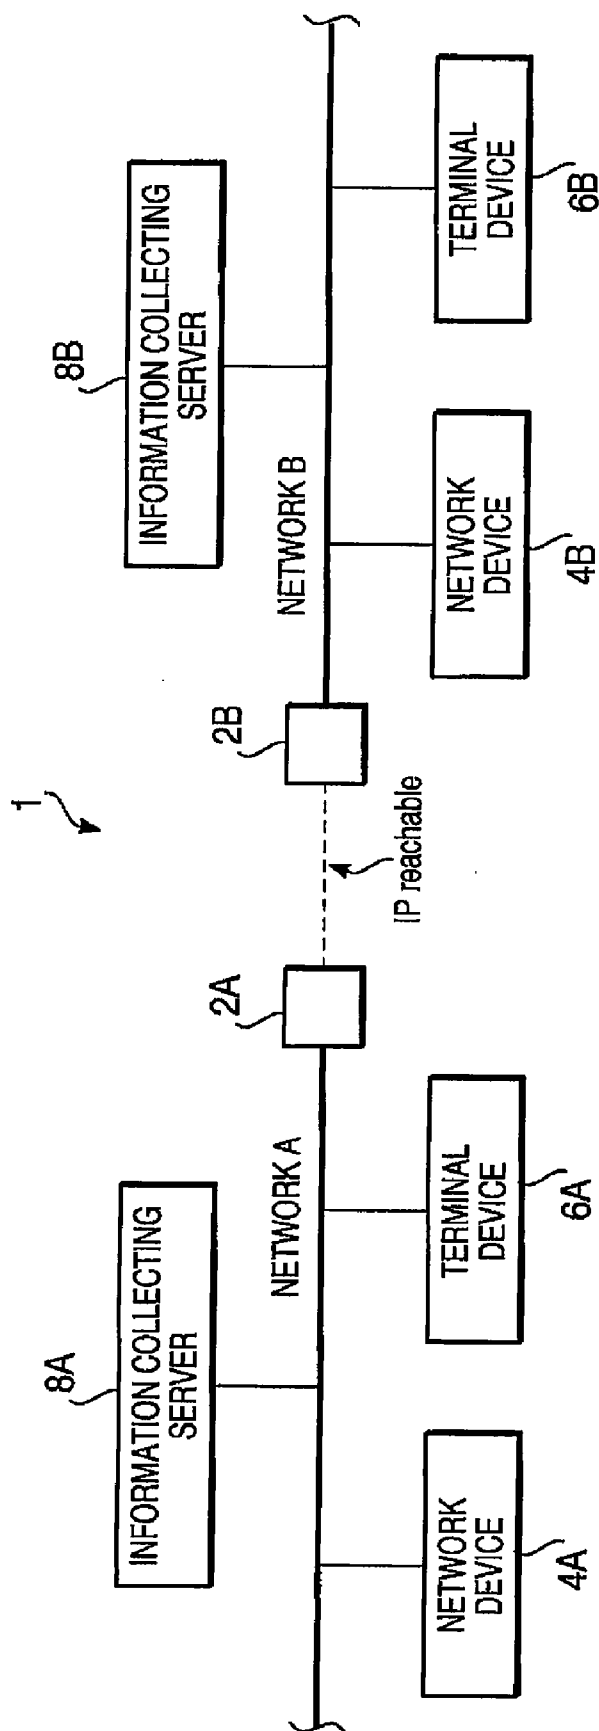 1
8A
INFORMATION COLLECTING
SERVER
NETWORK A
2A
NETWORK
DEVICE
4A
TERMINAL
DEVICE
6A
IP reachable
8B
INFORMATION COLLECTING
SERVER
2B
NETWORK B
NETWORK
DEVICE
4B
TERMINAL
DEVICE
6B